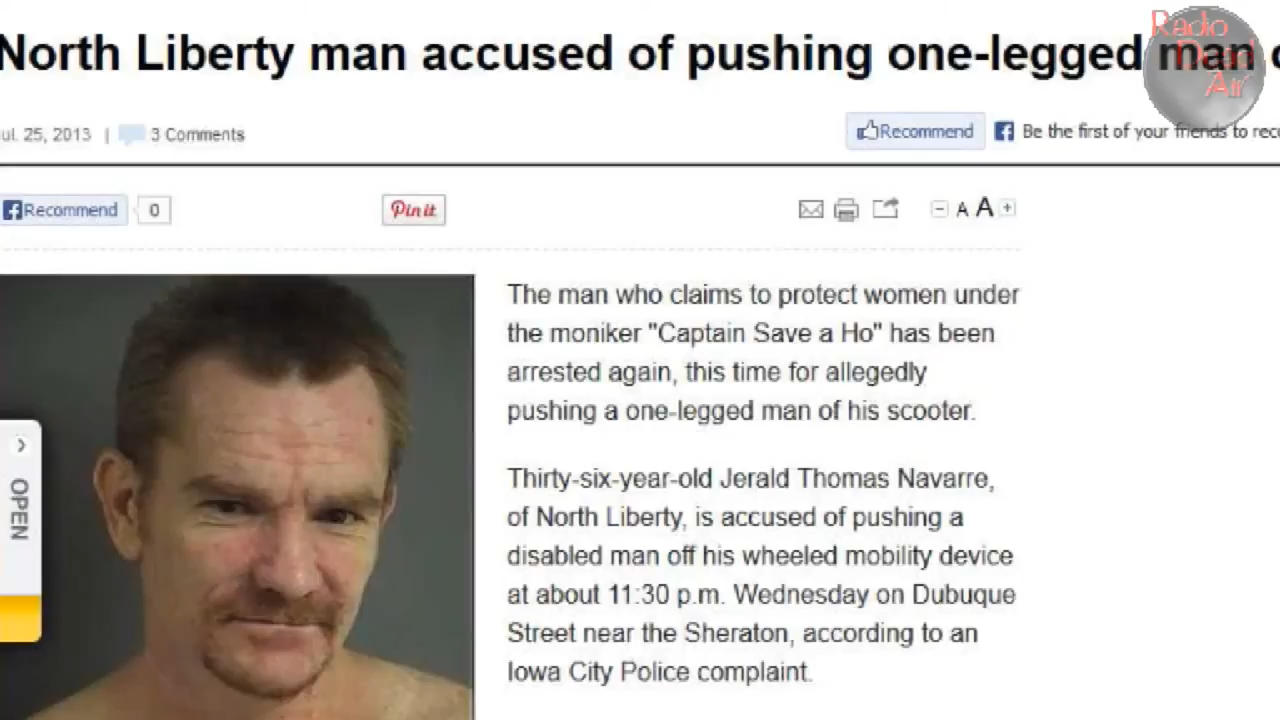 North Liberty man accused of pushing one-legged man
Radio Dead Air
ul. 25, 2013 | 3 Comments
Recommend
Be the first of your friends to rec
Recommend 0
Pin it
A A
The man who claims to protect women under
the moniker "Captain Save a Ho" has been
arrested again, this time for allegedly
pushing a one-legged man of his scooter.
OPEN
Thirty-six-year-old Jerald Thomas Navarre,
of North Liberty, is accused of pushing a
disabled man off his wheeled mobility device
at about 11:30 p.m. Wednesday on Dubuque
Street near the Sheraton, according to an
Iowa City Police complaint.